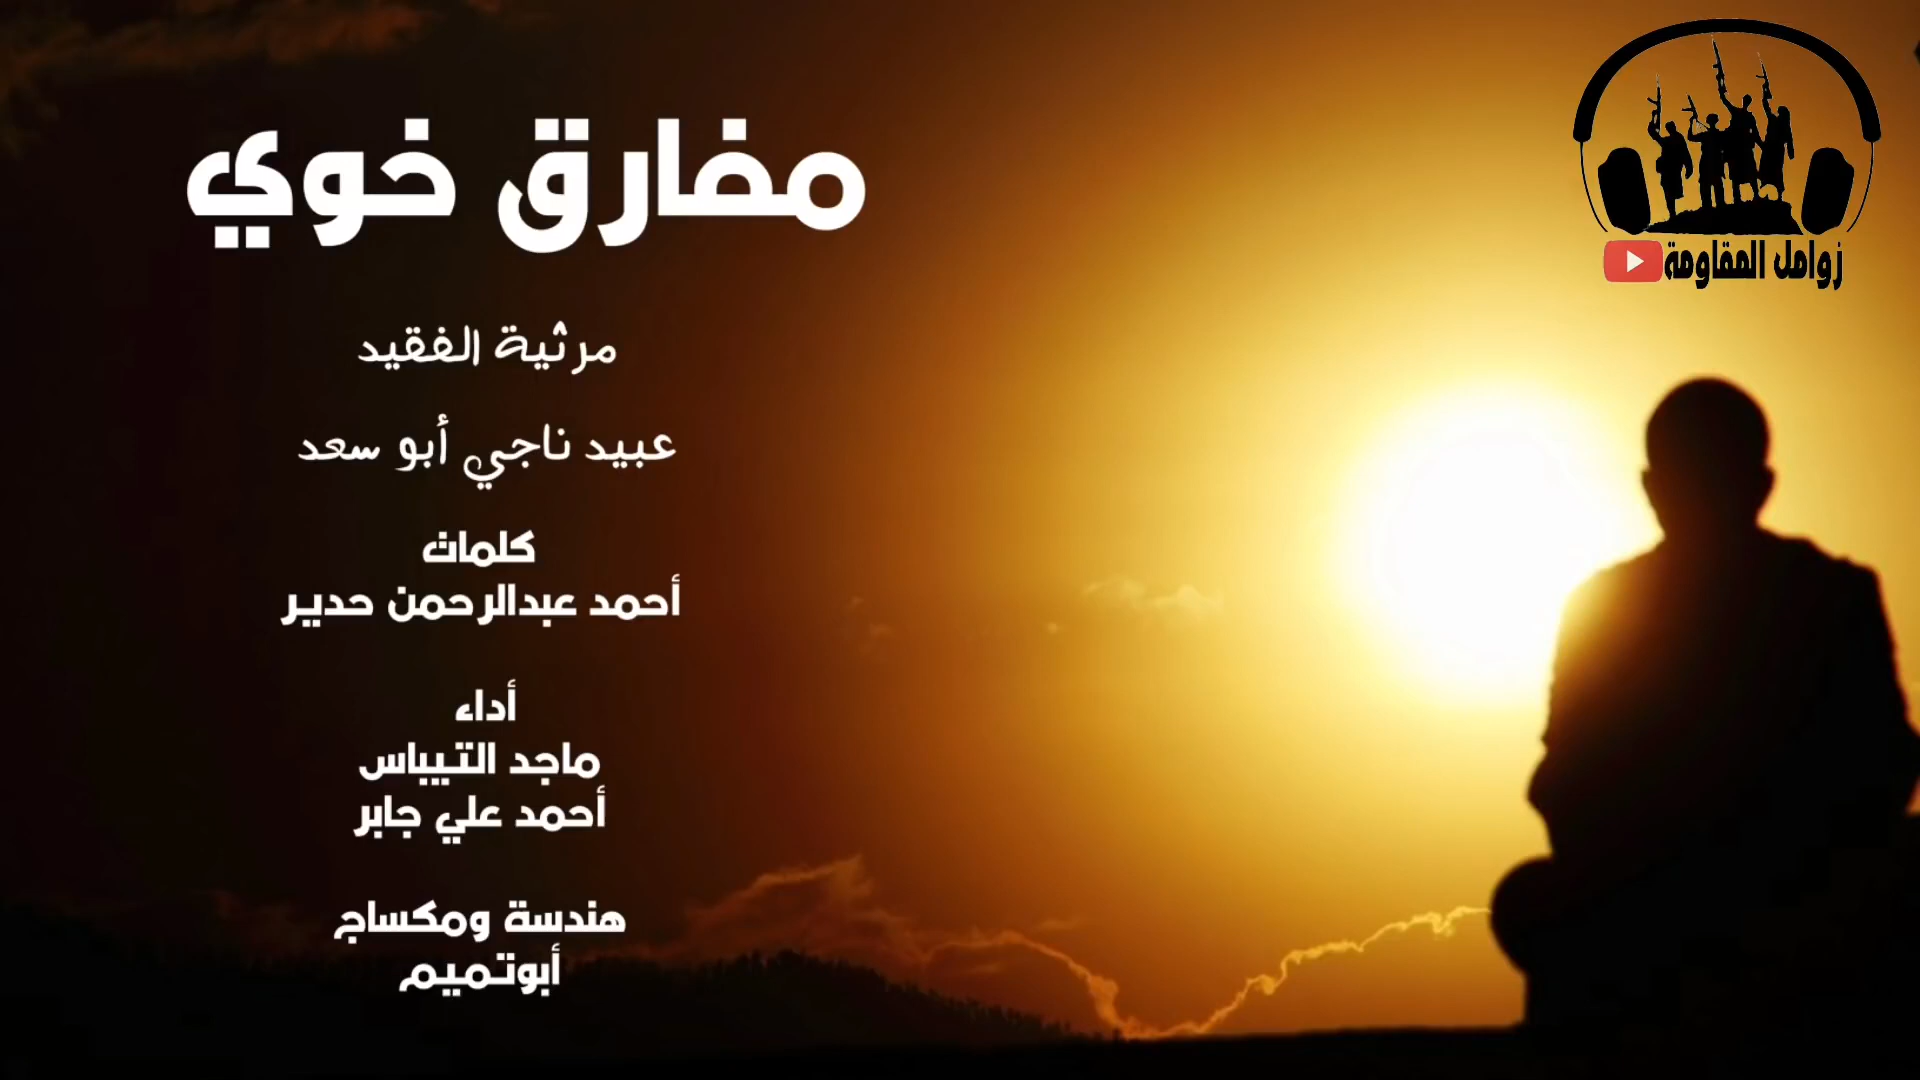 مفارق خوي
زوامل المقاومة
مرثية الفقيد
عبيد ناجي أبو سعد
كلمات
أحمد عبدالرحمن حدير
أداء
ماجد التيباس
أحمد علي جابر
هندسة ومكساج
أبوتميم